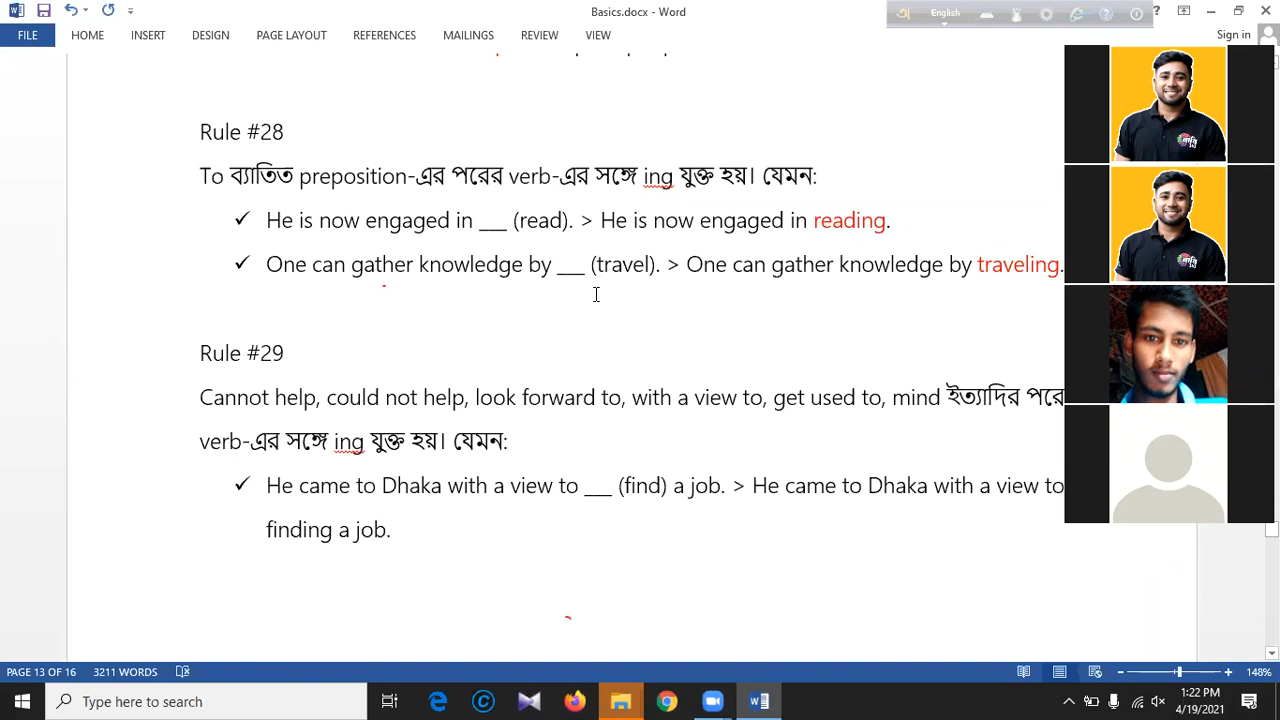 Basics.docx - Word
English
FILE HOME INSERT DESIGN PAGE LAYOUT REFERENCES MAILINGS REVIEW VIEW
Sign in
Rule #28
To ব্যাতিত preposition-এর পরের verb-এর সঙ্গে ing যুক্ত হয়। যেমন:
✓ He is now engaged in ___ (read). > He is now engaged in reading.
✓ One can gather knowledge by ___ (travel). > One can gather knowledge by traveling.
Rule #29
Cannot help, could not help, look forward to, with a view to, get used to, mind ইত্যাদির পরে
verb-এর সঙ্গে ing যুক্ত হয়। যেমন:
✓ He came to Dhaka with a view to ___ (find) a job. > He came to Dhaka with a view to
finding a job.
PAGE 13 OF 16 3211 WORDS 148%
Type here to search
1:22 PM
4/19/2021